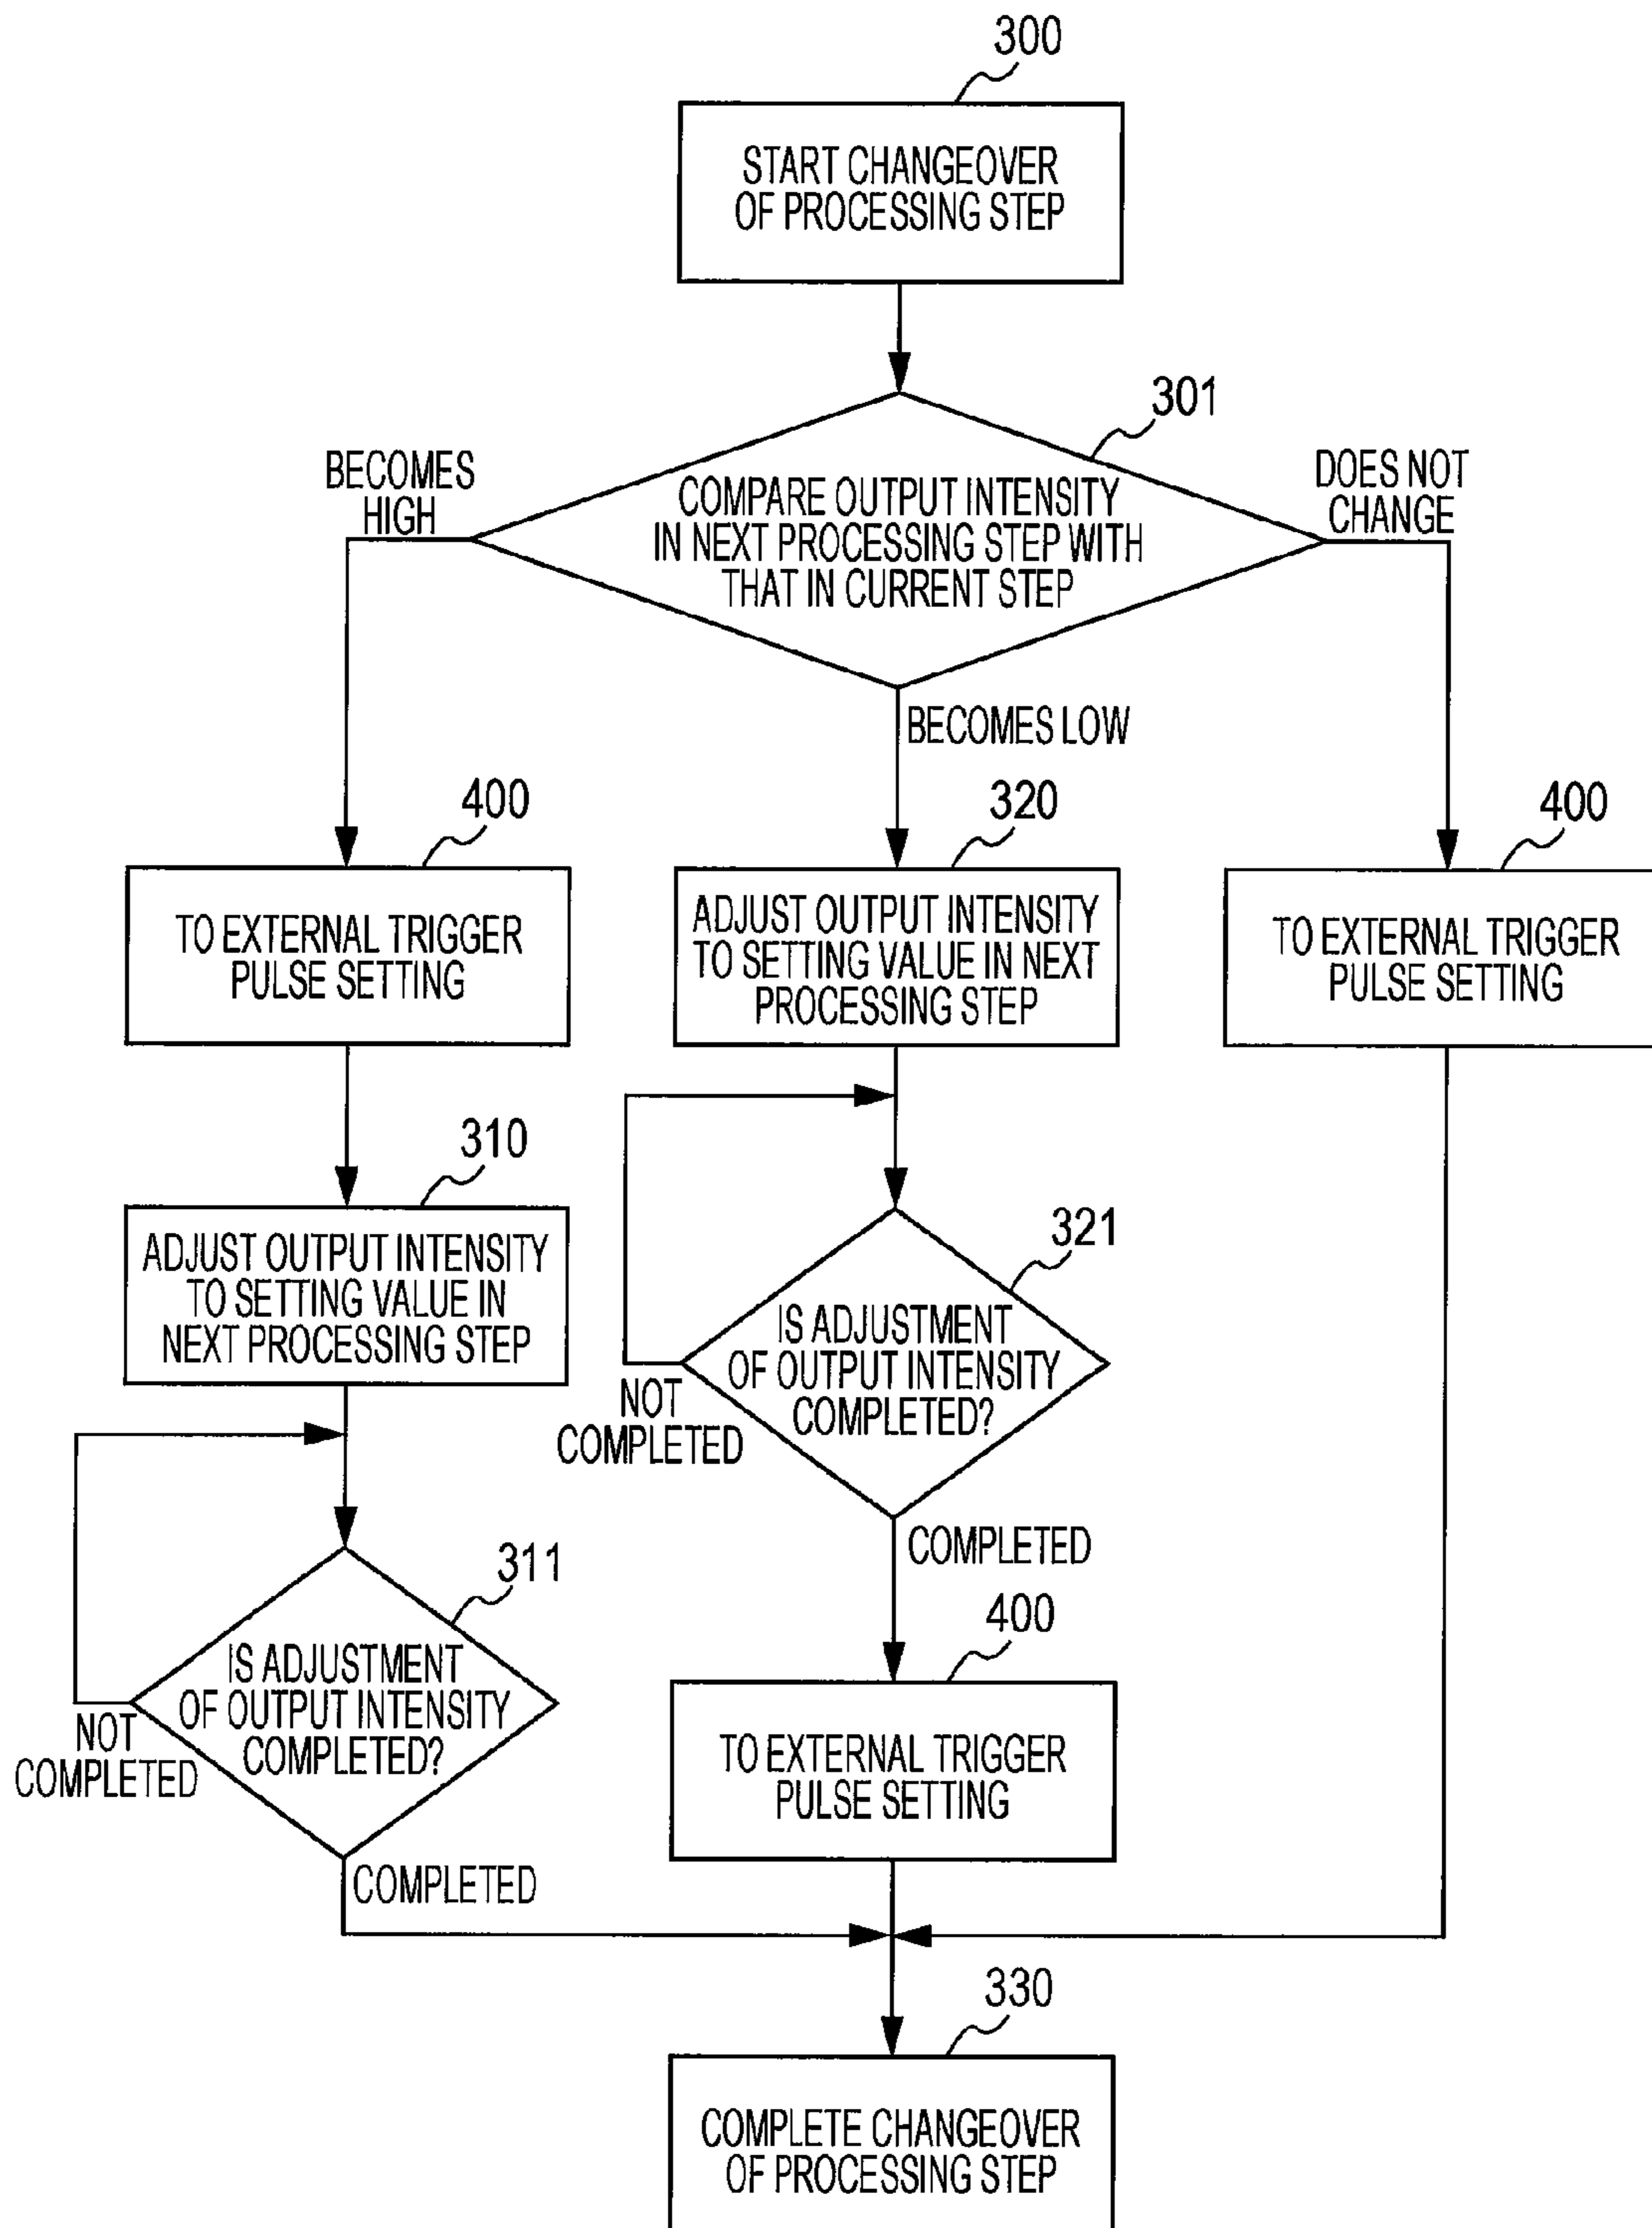 300
START CHANGEOVER
OF PROCESSING STEP
301
BECOMES
HIGH
COMPARE OUTPUT INTENSITY
IN NEXT PROCESSING STEP WITH
THAT IN CURRENT STEP
DOES NOT
CHANGE
BECOMES LOW
400
TO EXTERNAL TRIGGER
PULSE SETTING
320
ADJUST OUTPUT INTENSITY
TO SETTING VALUE IN NEXT
PROCESSING STEP
400
TO EXTERNAL TRIGGER
PULSE SETTING
310
ADJUST OUTPUT INTENSITY
TO SETTING VALUE IN
NEXT PROCESSING STEP
321
IS ADJUSTMENT
OF OUTPUT INTENSITY
COMPLETED?
NOT
COMPLETED
COMPLETED
311
IS ADJUSTMENT
OF OUTPUT INTENSITY
COMPLETED?
NOT
COMPLETED
COMPLETED
400
TO EXTERNAL TRIGGER
PULSE SETTING
330
COMPLETE CHANGEOVER
OF PROCESSING STEP